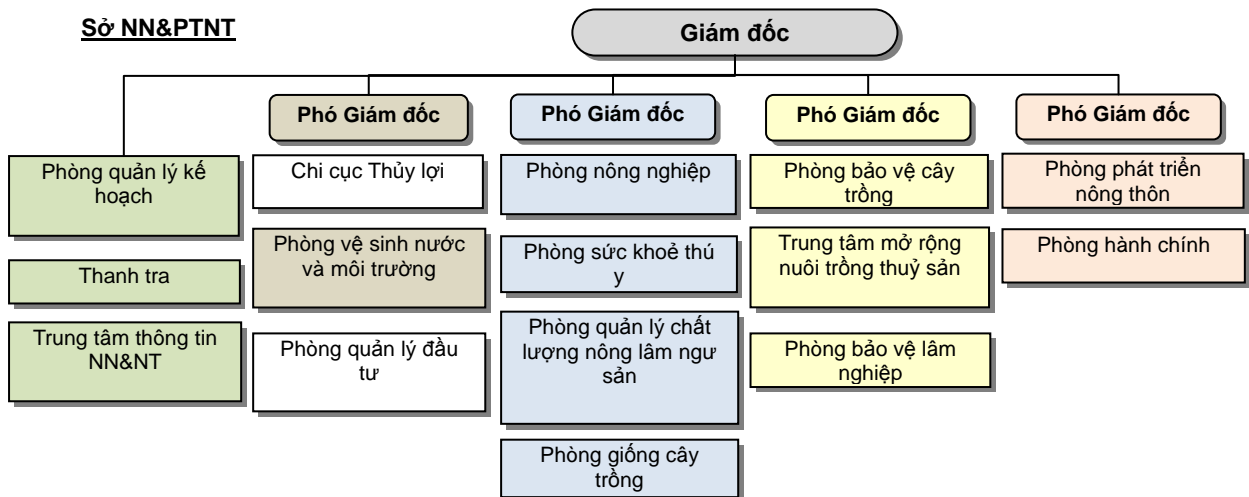 Sở NN&PTNT
Giám đốc
Phó Giám đốc
Phó Giám đốc
Phó Giám đốc
Phó Giám đốc
Phòng quản lý kế
hoạch
Thanh tra
Trung tâm thông tin
NN&NT
Chi cục Thủy lợi
Phòng vệ sinh nước
và môi trường
Phòng quản lý đầu
tư
Phòng nông nghiệp
Phòng sức khoẻ thú
y
Phòng quản lý chất
lượng nông lâm ngư
sản
Phòng giống cây
trồng
Phòng bảo vệ cây
trồng
Trung tâm mở rộng
nuôi trồng thuỷ sản
Phòng bảo vệ lâm
nghiệp
Phòng phát triển
nông thôn
Phòng hành chính